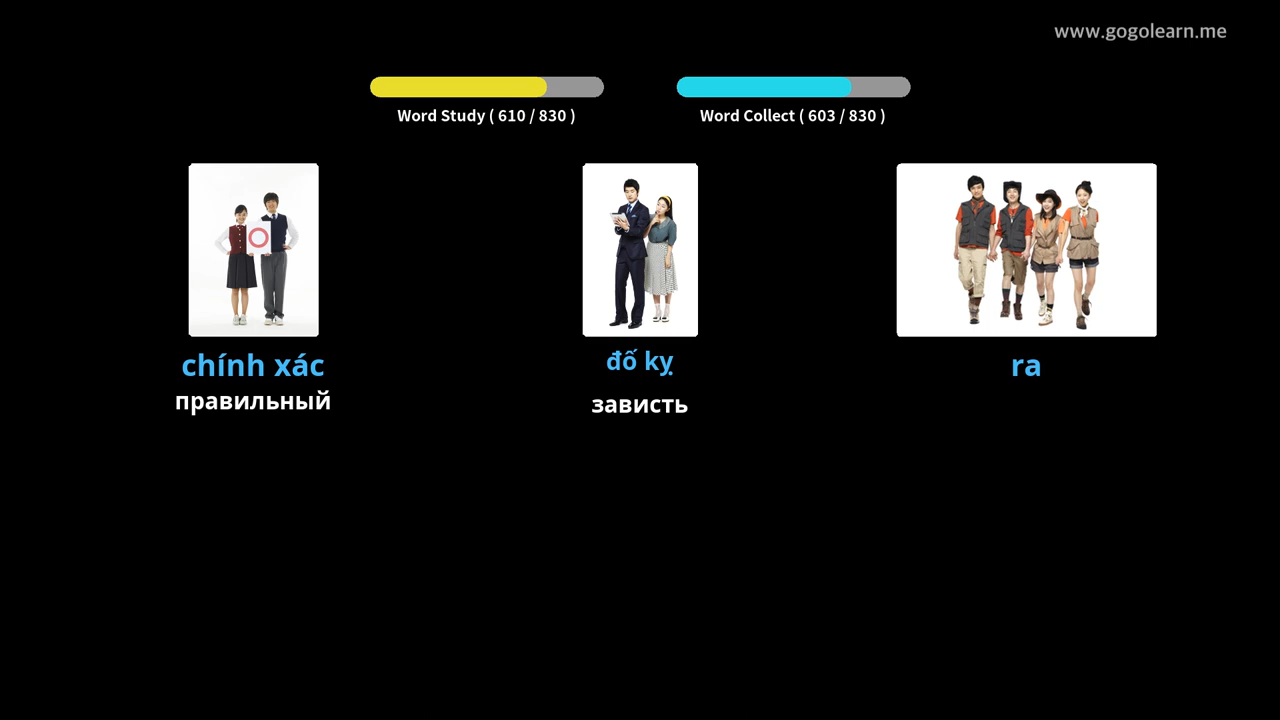 www.gogolearn.me
Word Study ( 610 / 830 )
Word Collect ( 603 / 830 )
chính xác
правильный
đố kỵ
зависть
ra